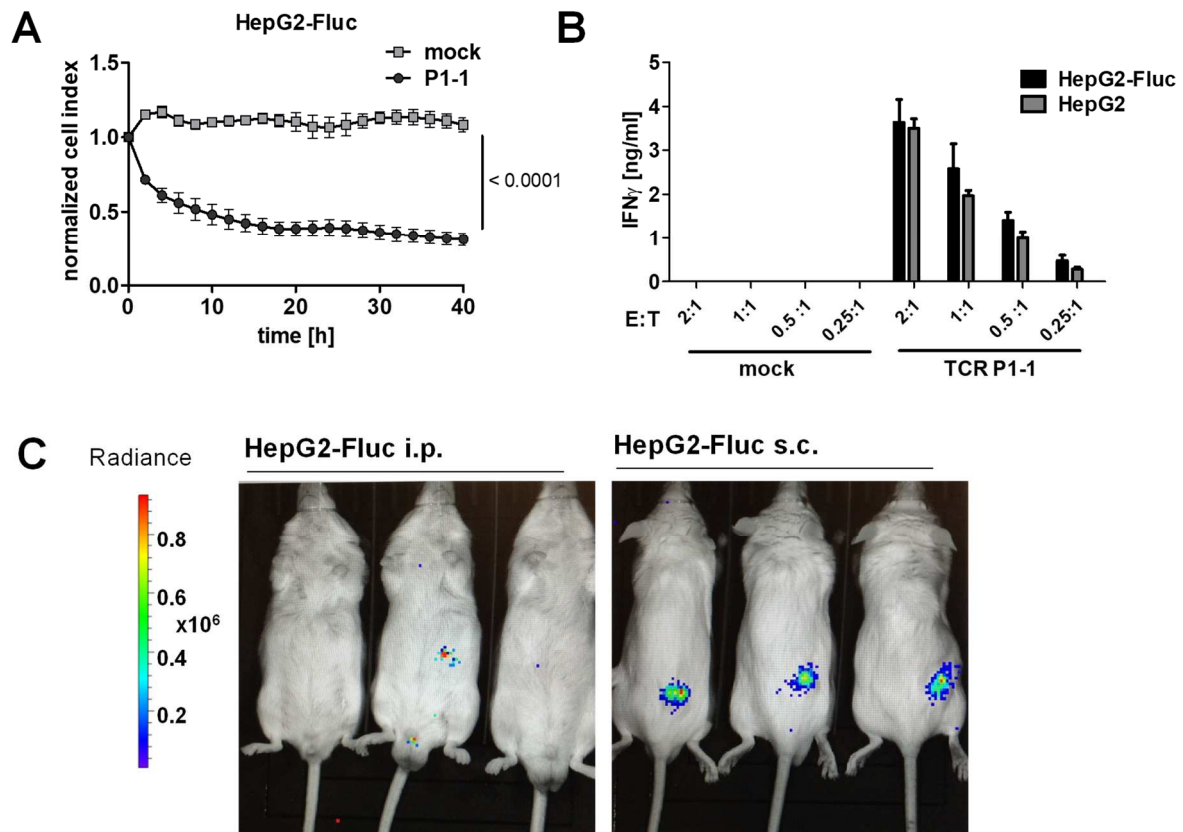 A
HepG2-Fluc
mock
P1-1
1.5
1.0
0.5
0.0
normalized cell index
< 0.0001
0
10
20
30
40
time [h]
B
HepG2-Fluc
HepG2
5
4
3
2
1
0
IFNγ [ng/ml]
E:T
2:1
1:1
0.5 :1
0.25:1
2:1
1:1
0.5 :1
0.25:1
mock
TCR P1-1
C
Radiance
0.8
0.6
x10⁶
0.4
0.2
HepG2-Fluc i.p.
HepG2-Fluc s.c.